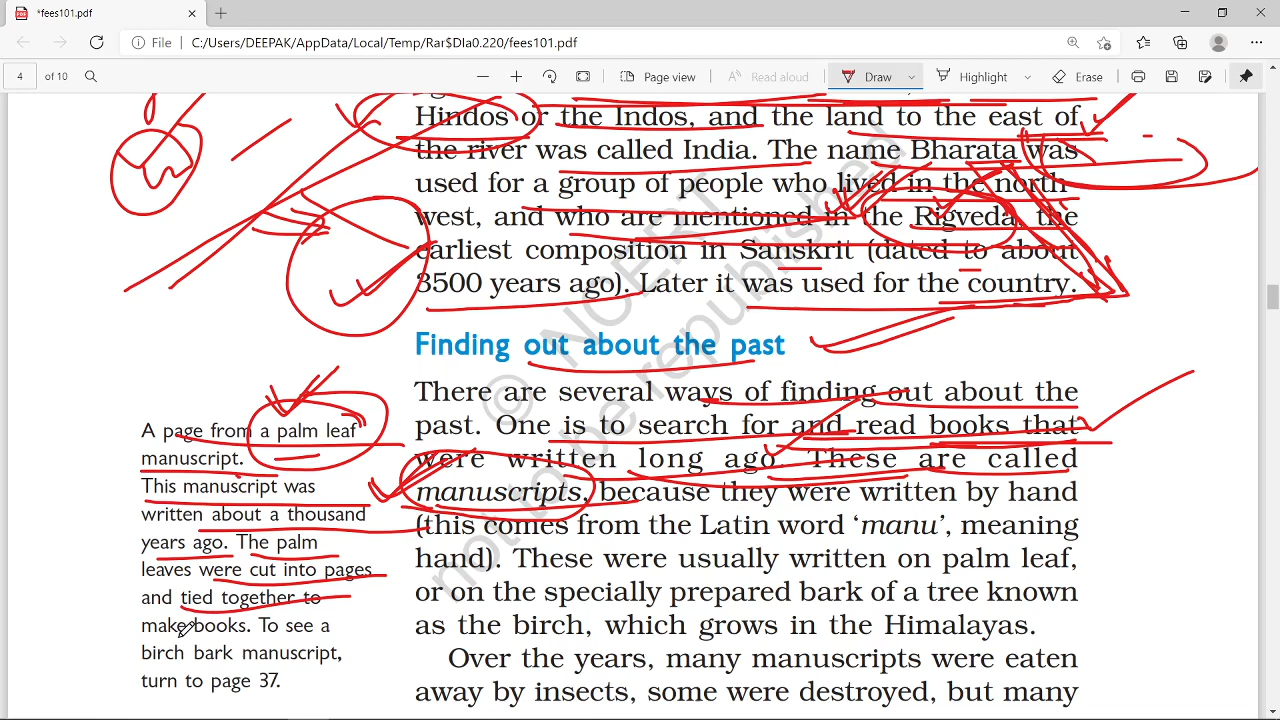 *fees101.pdf
File C:/Users/DEEPAK/AppData/Local/Temp/Rar$DIa0.220/fees101.pdf
4 of 10 Page view Read aloud Draw Highlight Erase
Hindos or the Indos, and the land to the east of
the river was called India. The name Bharata was
used for a group of people who lived in the north-
west, and who are mentioned in the Rigveda, the
earliest composition in Sanskrit (dated to about
3500 years ago). Later it was used for the country.
Finding out about the past
There are several ways of finding out about the
past. One is to search for and read books that
were written long ago. These are called
manuscripts, because they were written by hand
(this comes from the Latin word ‘manu’, meaning
hand). These were usually written on palm leaf,
or on the specially prepared bark of a tree known
as the birch, which grows in the Himalayas.
Over the years, many manuscripts were eaten
away by insects, some were destroyed, but many
A page from a palm leaf
manuscript.
This manuscript was
written about a thousand
years ago. The palm
leaves were cut into pages
and tied together to
make books. To see a
birch bark manuscript,
turn to page 37.
© NCERT
not to be republished